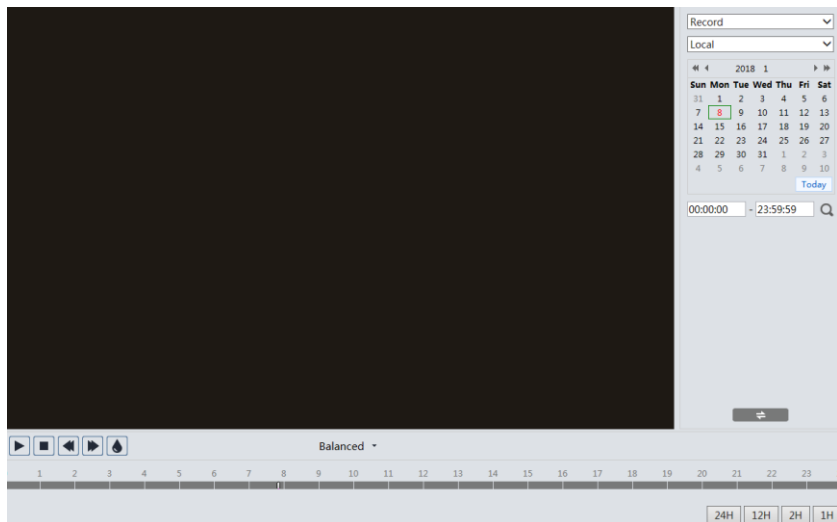 Record
Local
2018 1
Sun Mon Tue Wed Thu Fri Sat
31 1 2 3 4 5 6
7 8 9 10 11 12 13
14 15 16 17 18 19 20
21 22 23 24 25 26 27
28 29 30 31 1 2 3
4 5 6 7 8 9 10
Today
00:00:00 - 23:59:59
Balanced
1 2 3 4 5 6 7 8 9 10 11 12 13 14 15 16 17 18 19 20 21 22 23
24H 12H 2H 1H